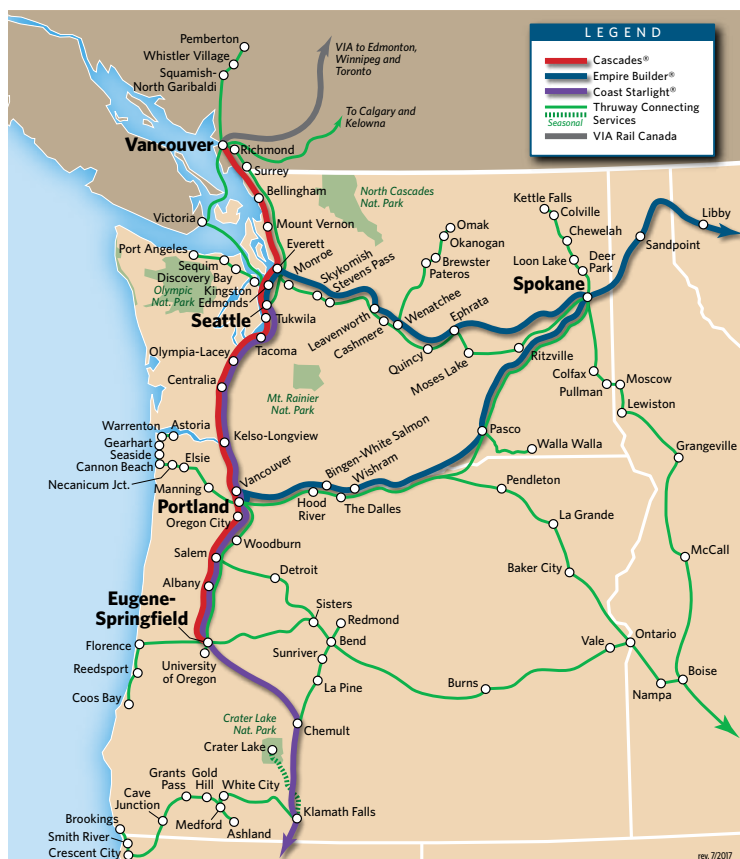 Pemberton
Whistler Village
Squamish-
North Garibaldi
VIA to Edmonton,
Winnipeg and
Toronto
To Calgary and
Kelowna
LEGEND
Cascades®
Empire Builder®
Coast Starlight®
Thruway Connecting
Services
Seasonal
VIA Rail Canada
Vancouver
Richmond
Surrey
Bellingham
North Cascades
Nat. Park
Victoria
Mount Vernon
Everett
Monroe
Port Angeles
Sequim
Discovery Bay
Olympic
Nat. Park
Kingston
Edmonds
Skykomish
Stevens Pass
Omak
Okanogan
Brewster
Pateros
Kettle Falls
Colville
Chewelah
Loon Lake
Deer
Park
Libby
Sandpoint
Spokane
Seattle
Tukwila
Leavenworth
Cashmere
Wenatchee
Ephrata
Quincy
Moses Lake
Ritzville
Tacoma
Olympia-Lacey
Centralia
Mt. Rainier
Nat. Park
Colfax
Pullman
Moscow
Lewiston
Grangeville
Warrenton
Astoria
Gearhart
Seaside
Cannon Beach
Elsie
Necanicum Jct.
Manning
Kelso-Longview
Vancouver
Bingen-White Salmon
Wishram
Pasco
Walla Walla
Portland
Oregon City
Hood
River
The Dalles
Pendleton
La Grande
Baker City
McCall
Woodburn
Salem
Detroit
Albany
Eugene-
Springfield
Sisters
Redmond
Bend
Sunriver
La Pine
Florence
Reedsport
Coos Bay
University
of Oregon
Burns
Vale
Ontario
Nampa
Boise
Crater Lake
Nat. Park
Crater Lake
Chemult
Grants
Pass
Gold
Hill
White City
Cave
Junction
Medford
Ashland
Klamath Falls
Brookings
Smith River
Crescent City
rev. 7/2017